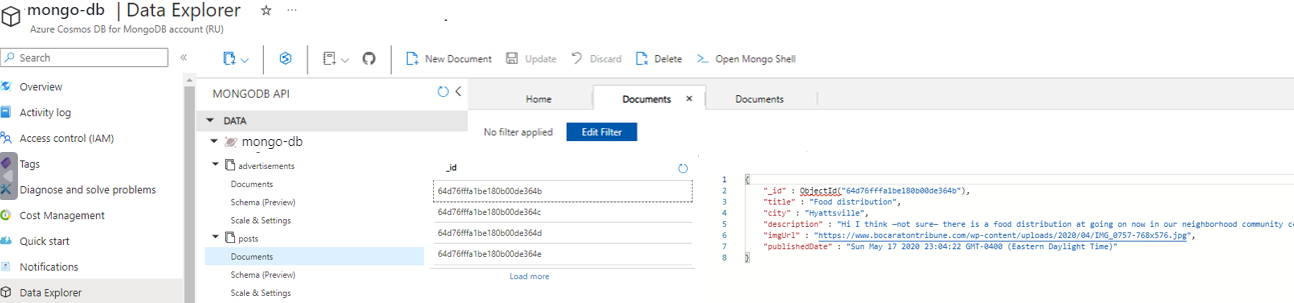 mongo-db | Data Explorer ☆ ...
Azure Cosmos DB for MongoDB account (RU)
Search
Overview
Activity log
Access control (IAM)
Tags
Diagnose and solve problems
Cost Management
Quick start
Notifications
Data Explorer
New Document Update Discard Delete Open Mongo Shell
MONGODB API
DATA
mongo-db
advertisements
Documents
Schema (Preview)
Scale & Settings
posts
Documents
Schema (Preview)
Scale & Settings
Home Documents × Documents
No filter applied Edit Filter
_id
64d76fffa1be180b00de364b
64d76fffa1be180b00de364c
64d76fffa1be180b00de364d
64d76fffa1be180b00de364e
Load more
1 {
2 "_id" : ObjectId("64d76fffa1be180b00de364b"),
3 "title" : "Food distribution",
4 "city" : "Hyattsville",
5 "description" : "Hi I think —not sure— there is a food distribution at going on now in our neighborhood community ce
6 "imgUrl" : "https://www.bocaratontribune.com/wp-content/uploads/2020/04/IMG_0757-768x576.jpg",
7 "publishedDate" : "Sun May 17 2020 23:04:22 GMT-0400 (Eastern Daylight Time)"
8 }